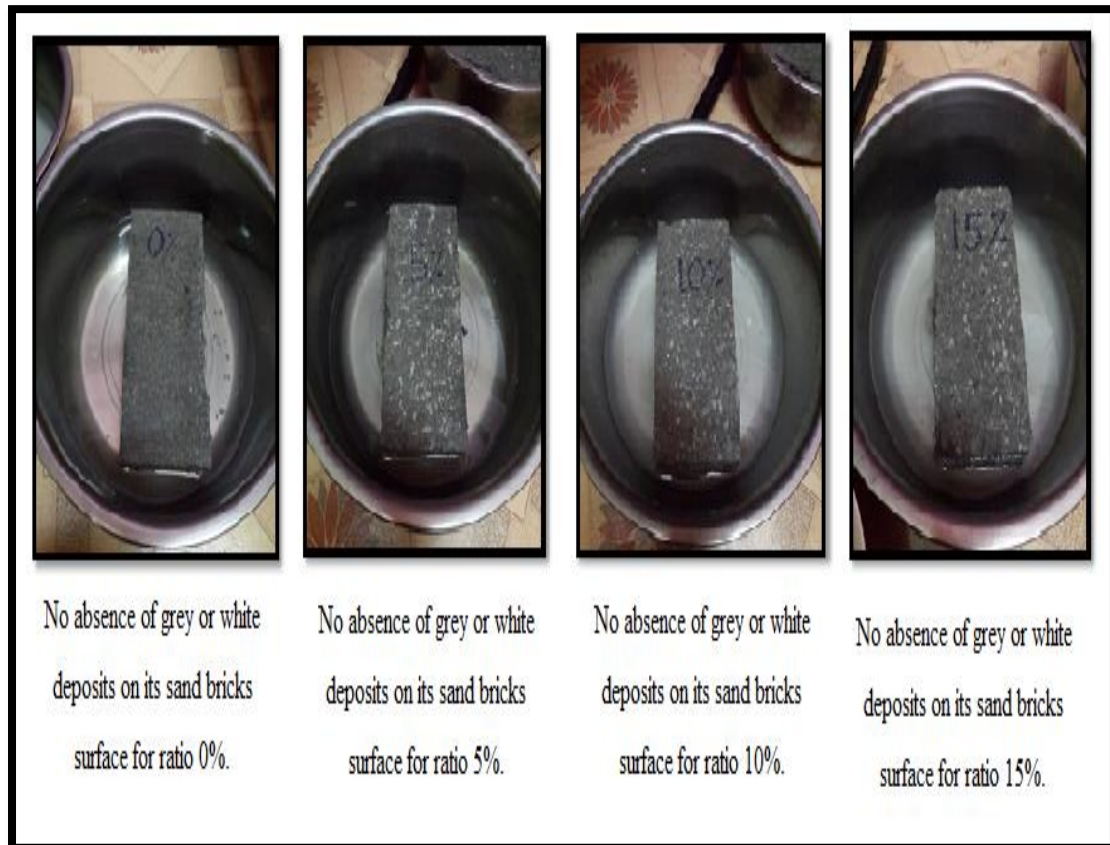 0%
5%
10%
15%
No absence of grey or white
deposits on its sand bricks
surface for ratio 0%.
No absence of grey or white
deposits on its sand bricks
surface for ratio 5%.
No absence of grey or white
deposits on its sand bricks
surface for ratio 10%.
No absence of grey or white
deposits on its sand bricks
surface for ratio 15%.